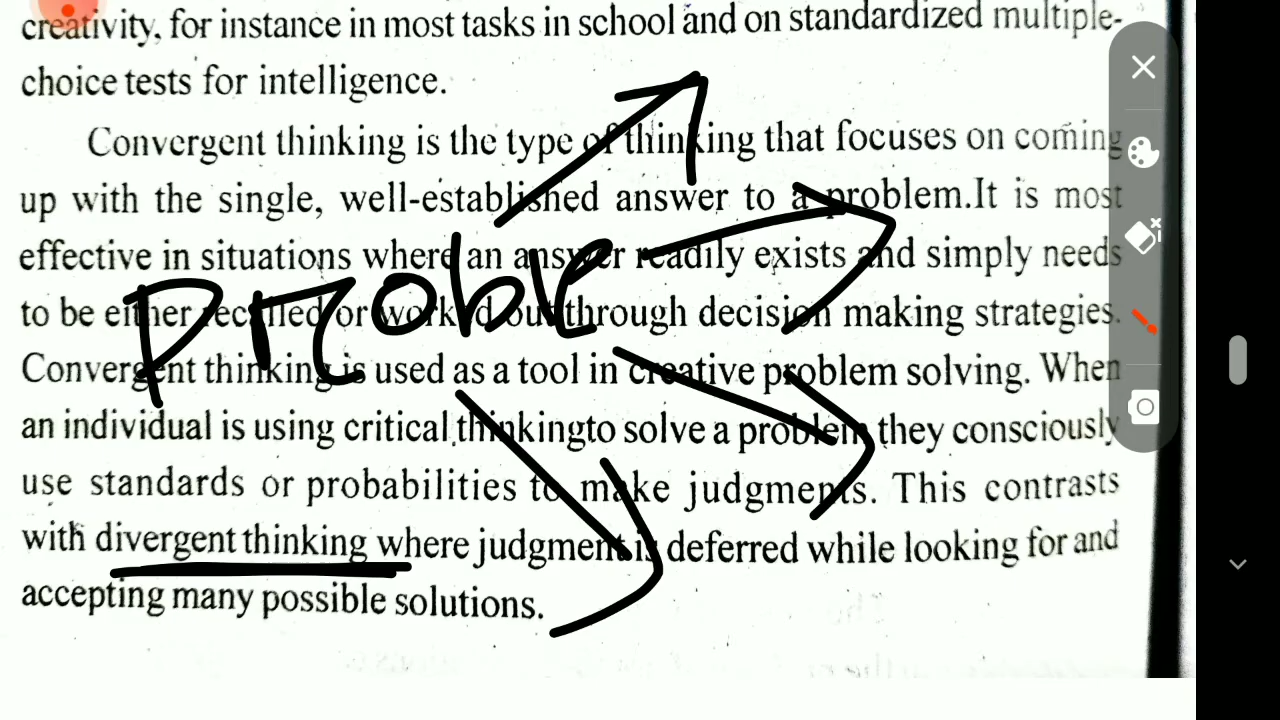 creativity, for instance in most tasks in school and on standardized multiple-
choice tests for intelligence.
Convergent thinking is the type of thinking that focuses on coming
up with the single, well-established answer to a problem.It is most
effective in situations where an answer readily exists and simply needs
to be either recalled or worked out through decision making strategies.
Convergent thinking is used as a tool in creative problem solving. When
an individual is using critical thinkingto solve a problem they consciously
use standards or probabilities to make judgments. This contrasts
with divergent thinking where judgment is deferred while looking for and
accepting many possible solutions.
Proble